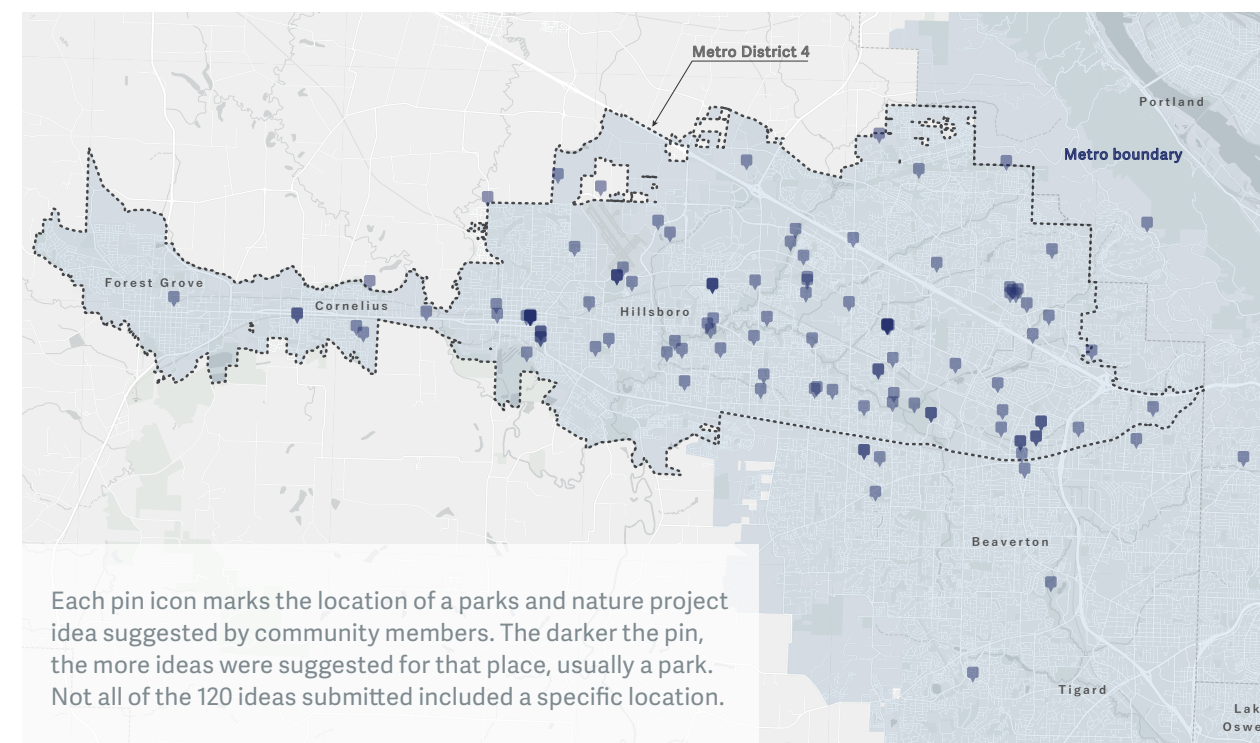 Metro District 4
Portland
Metro boundary
Forest Grove
Cornelius
Hillsboro
Beaverton
Each pin icon marks the location of a parks and nature project
idea suggested by community members. The darker the pin,
the more ideas were suggested for that place, usually a park.
Not all of the 120 ideas submitted included a specific location.
Tigard
Lak
Oswe